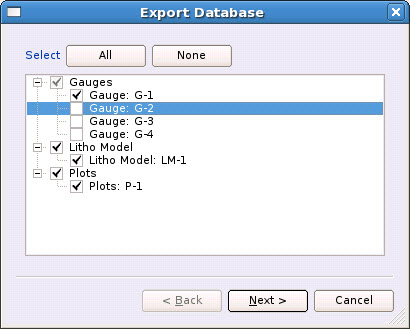 Export Database
Select All None
Gauges
Gauge: G-1
Gauge: G-2
Gauge: G-3
Gauge: G-4
Litho Model
Litho Model: LM-1
Plots
Plots: P-1
< Back Next > Cancel